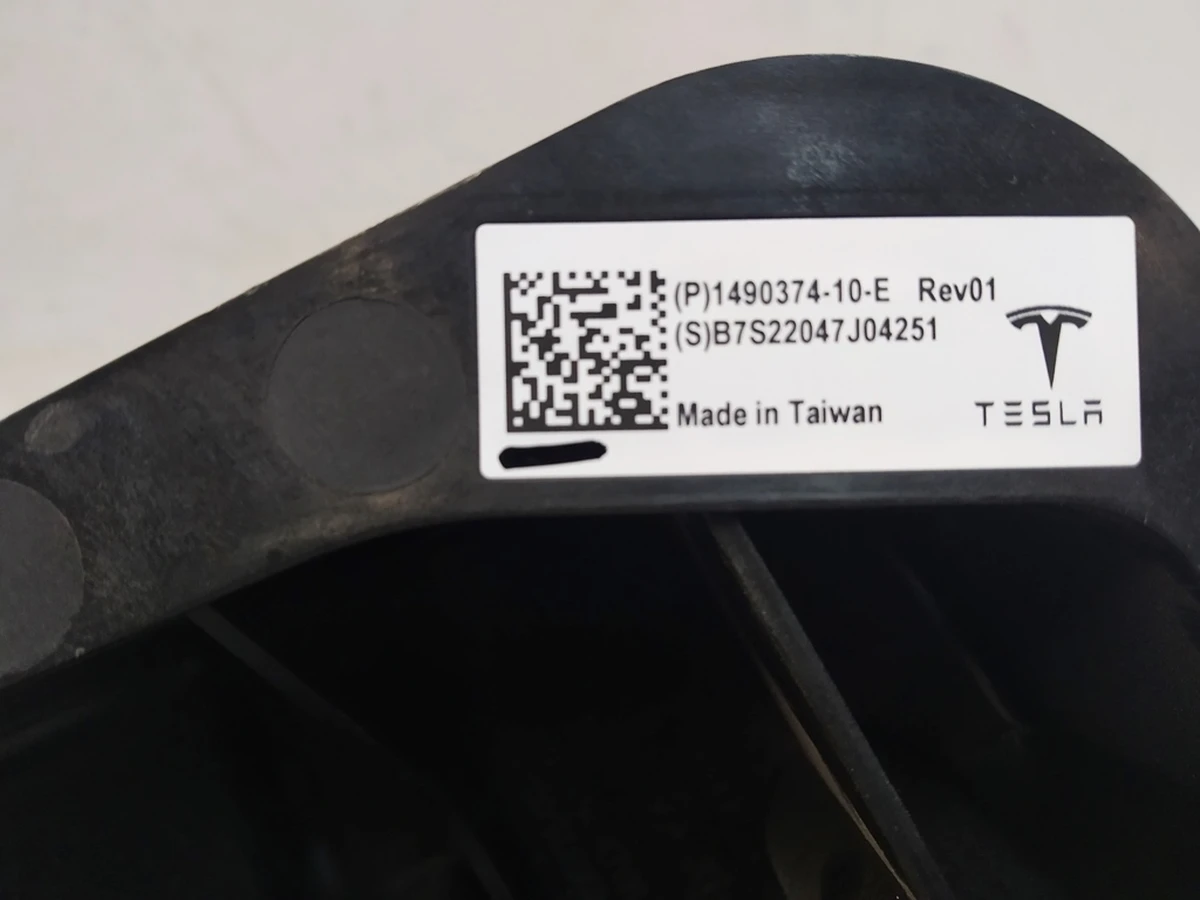 (P)1490374-10-E Rev01
(S)B7S22047J04251
Made in Taiwan
TESLA